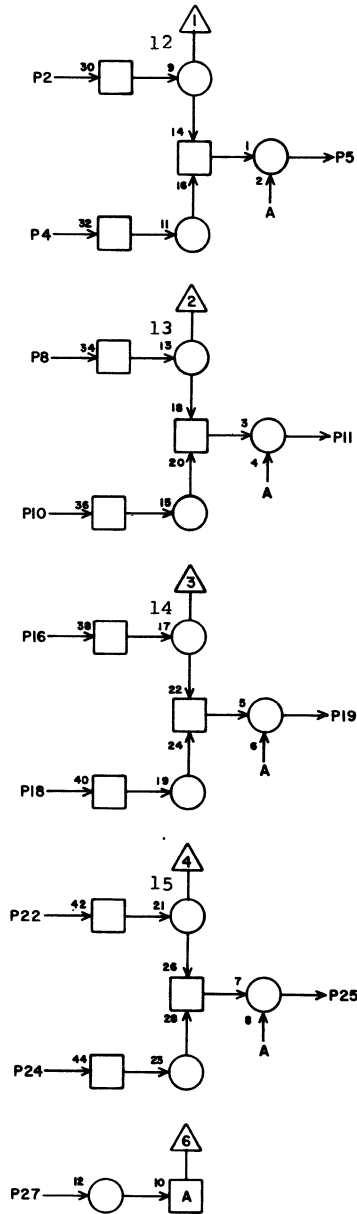 1
12
P2 30 9
14
1 P5
16 2
A
P4 32 11
2
13
P8 34 13
18
3 P11
20 4
A
P10 36 15
3
14
P16 38 17
22
5 P19
24 6
A
P18 40 19
4
15
P22 42 21
26
7 P25
28 8
A
P24 44 23
6
P27 12 10 A